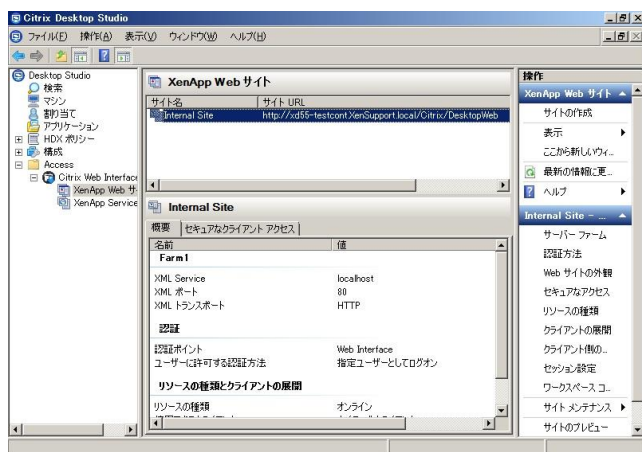 Citrix Desktop Studio
ファイル(F) 操作(A) 表示(V) ウィンドウ(W) ヘルプ(H)
Desktop Studio
検索
マシン
割り当て
アプリケーション
HDX ポリシー
構成
Access
Citrix Web Interface
XenApp Web サ
XenApp Service
XenApp Web サイト
サイト名 サイト URL
Internal Site http://xd55-testcont.XenSupport.local/Citrix/DesktopWeb
Internal Site
概要 セキュアなクライアント アクセス
名前 値
Farm1
XML Service localhost
XML ポート 80
XML トランスポート HTTP
認証
認証ポイント Web Interface
ユーザーに許可する認証方法 指定ユーザーとしてログオン
リソースの種類とクライアントの展開
リソースの種類 オンライン
操作
XenApp Web サイト
サイトの作成
表示
ここから新しいウィ...
最新の情報に更...
ヘルプ
Internal Site - ...
サーバー ファーム
認証方法
Web サイトの外観
セキュアなアクセス
リソースの種類
クライアントの展開
クライアント側の...
セッション設定
ワークスペース コ...
サイト メンテナンス
サイトのプレビュー